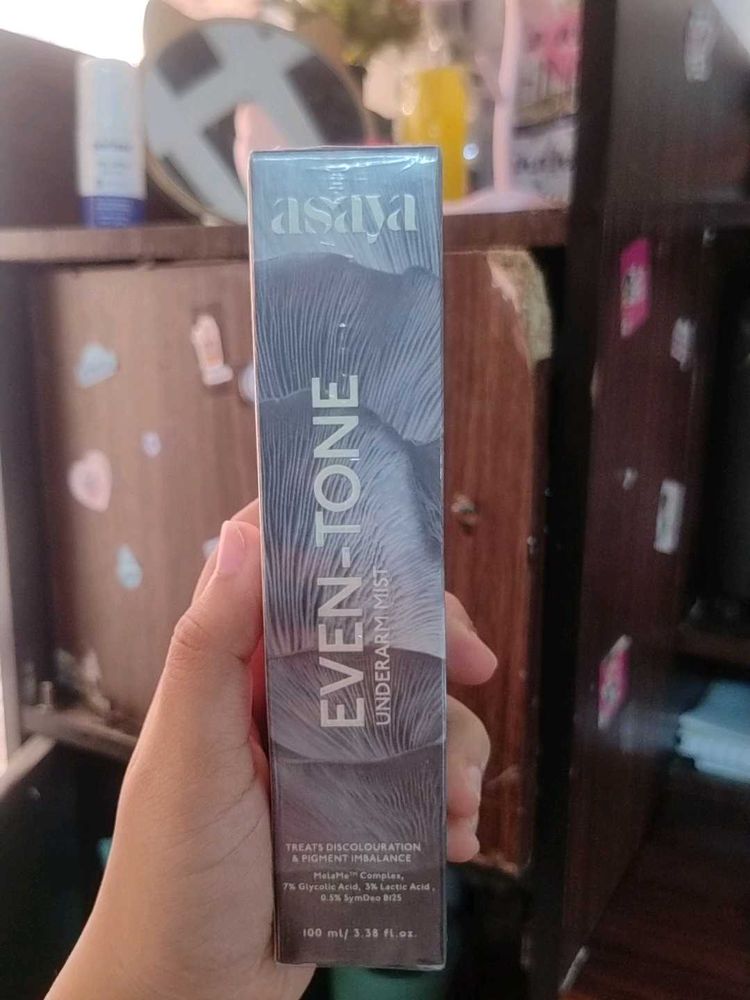 asaya
EVEN-TONE
UNDERARM MIST
TREATS DISCOLOURATION
& PIGMENT IMBALANCE
MelaMe™ Complex,
7% Glycolic Acid, 3% Lactic Acid,
0.5% SymDeo B125
100 ml/ 3.38 fl.oz.